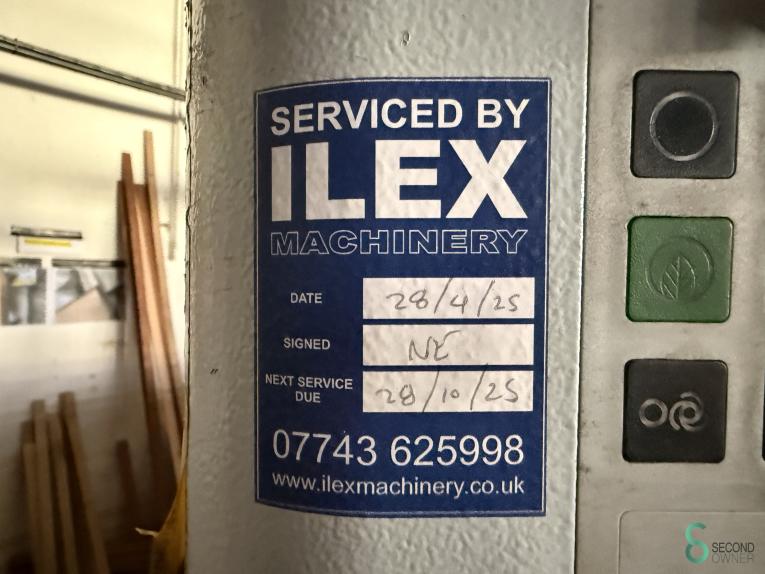 SERVICED BY
ILEX
MACHINERY
DATE 28/4/25
SIGNED NE
NEXT SERVICE DUE 28/10/25
07743 625998
www.ilexmachinery.co.uk
SECOND
OWNER